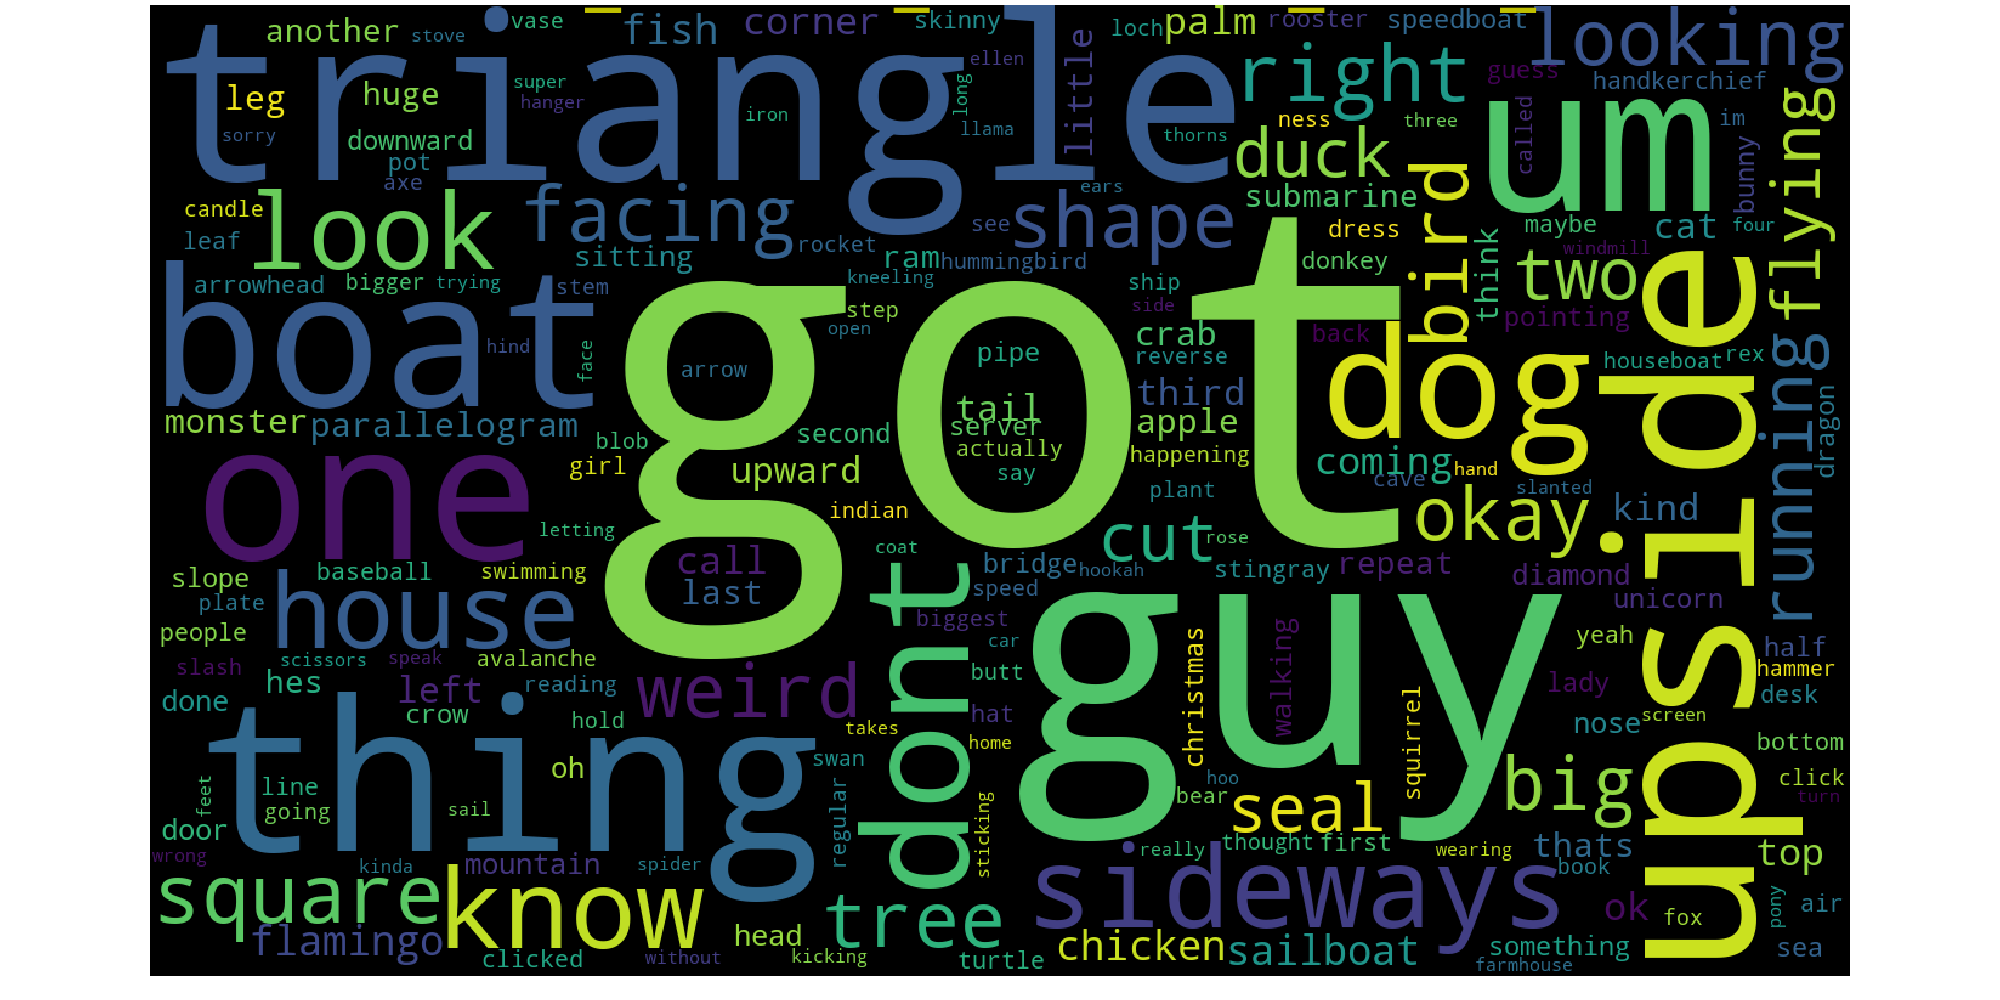 triangle
another
stove
vase
fish
corner
skinny
loch
palm
rooster
speedboat
looking
leg
huge
super
hanger
iron
long
ellen
little
right
guess
handkerchief
sorry
downward
pot
axe
llama
thorns
ness
three
called
im
um
duck
bird
bunny
flying
candle
look
leaf
facing
sitting
rocket
see
ears
shape
submarine
dress
maybe
cat
four
windmill
arrowhead
bigger
trying
stem
ram
hummingbird
kneeling
ship
side
donkey
think
two
pointing
boat
hind
face
arrow
step
open
got
pipe
crab
reverse
back
dog
houseboat
rex
upside
running
dragon
monster
parallelogram
blob
second
tail
server
third
apple
one
girl
upward
actually
say
happening
coming
hand
cave
slanted
plant
okay
kind
letting
indian
coat
cut
rose
slope
baseball
swimming
call
last
bridge
hookah
speed
stingray
repeat
diamond
unicorn
plate
house
people
biggest
dont
guy
yeah
half
slash
scissors
speak
avalanche
car
butt
christmas
walking
lady
hammer
done
hes
left
reading
weird
desk
crow
hold
hat
squirrel
nose
screen
thing
takes
home
bottom
line
oh
swan
hoo
click
feet
going
sail
regular
bear
seal
big
turn
door
sticking
thought
first
wrong
kinda
mountain
spider
really
wearing
thats
top
book
square
know
tree
sideways
ok
fox
pony
air
flamingo
head
chicken
sailboat
something
sea
clicked
without
kicking
turtle
farmhouse